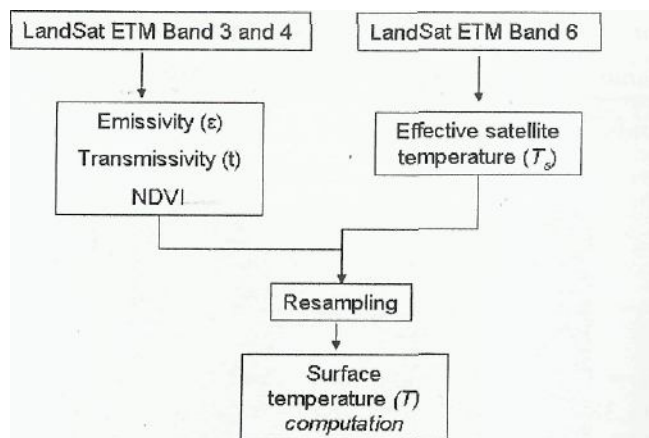 LandSat ETM Band 3 and 4
LandSat ETM Band 6
Emissivity (ε)
Transmissivity (t)
NDVI
Effective satellite
temperature (Ts)
Resampling
Surface
temperature (T)
computation